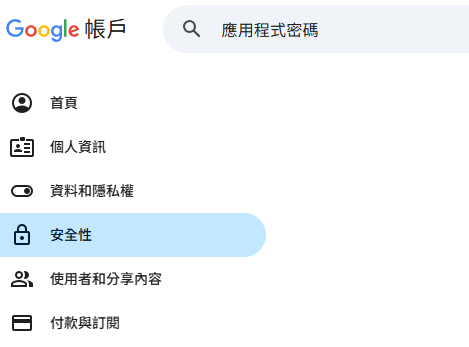 Google 帳戶
應用程式密碼
首頁
個人資訊
資料和隱私權
安全性
使用者和分享內容
付款與訂閱